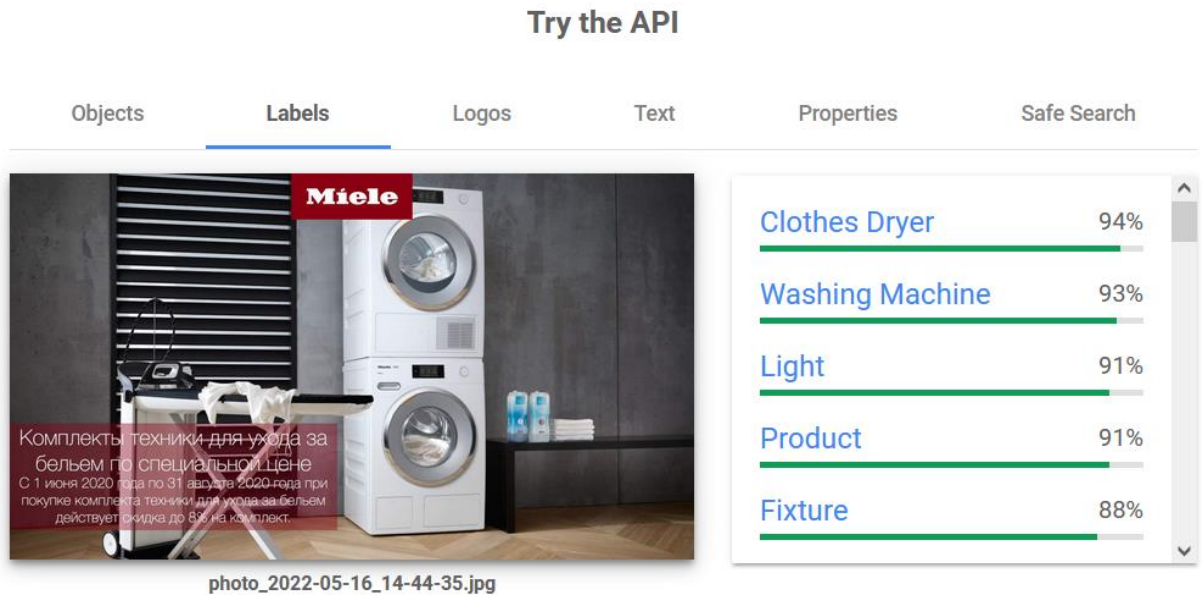 Try the API
Objects Labels Logos Text Properties Safe Search
Miele
Комплекты техники для ухода за
бельем по специальной цене
С 1 июня 2020 года по 31 августа 2020 года при
покупке комплекта техники для ухода за бельем
действует скидка до 8% на комплект.
photo_2022-05-16_14-44-35.jpg
Clothes Dryer 94%
Washing Machine 93%
Light 91%
Product 91%
Fixture 88%